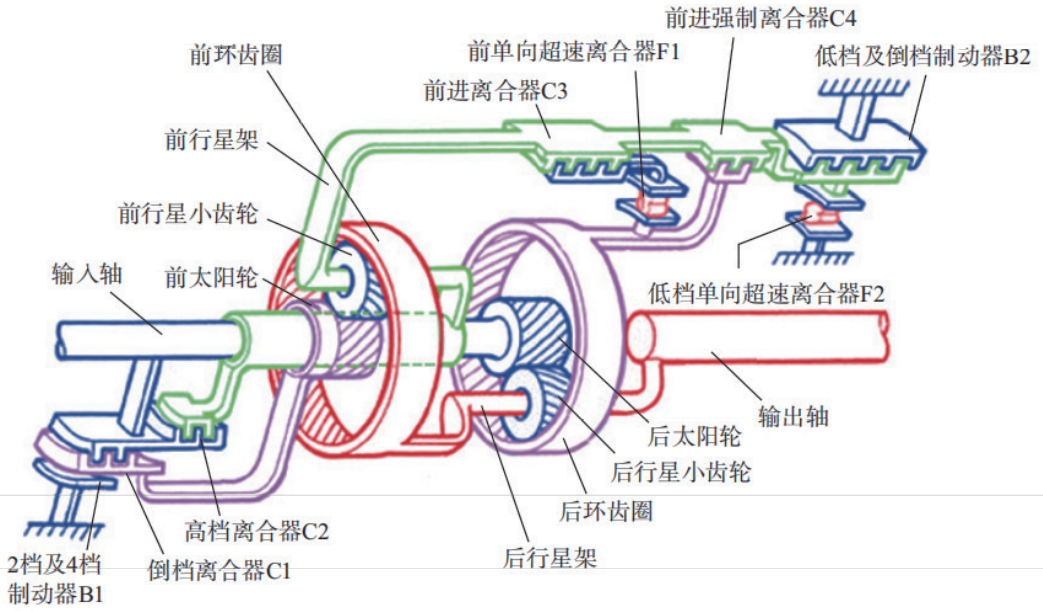 前进强制离合器C4
前单向超速离合器F1
低档及倒档制动器B2
前环齿圈
前进离合器C3
前行星架
前行星小齿轮
输入轴
前太阳轮
低档单向超速离合器F2
输出轴
后太阳轮
后行星小齿轮
后环齿圈
高档离合器C2
后行星架
2档及4档
制动器B1
倒档离合器C1